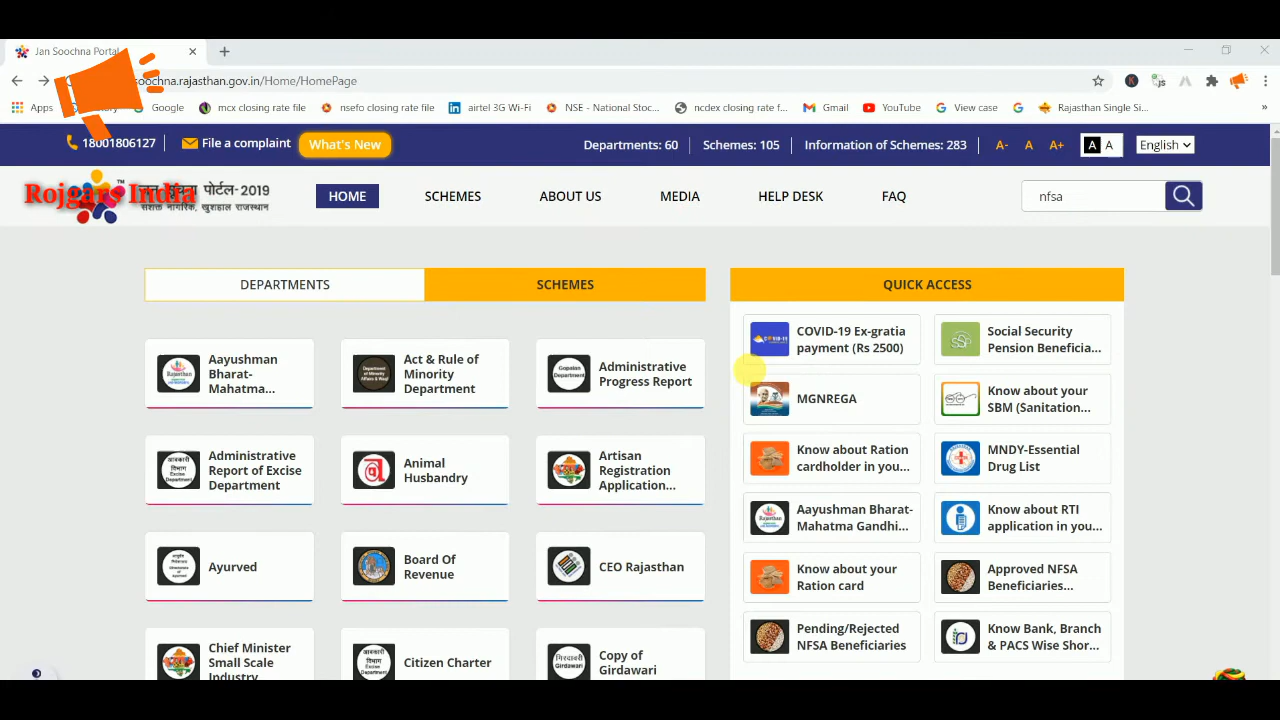 Jan Soochna Portal
soochna.rajasthan.gov.in/Home/HomePage
Apps
Google
mcx closing rate file
nsefo closing rate file
airtel 3G Wi-Fi
NSE - National Stoc...
ncdex closing rate f...
Gmail
YouTube
View case
Rajasthan Single Si...
18001806127
File a complaint
What's New
Departments: 60
Schemes: 105
Information of Schemes: 283
A-
A
A+
A A
English
Rojgars India
जन सूचना पोर्टल-2019
सशक्त नागरिक, खुशहाल राजस्थान
HOME
SCHEMES
ABOUT US
MEDIA
HELP DESK
FAQ
nfsa
DEPARTMENTS
SCHEMES
Aayushman
Bharat-
Mahatma...
Act & Rule of
Minority
Department
Administrative
Progress Report
Administrative
Report of Excise
Department
Animal
Husbandry
Artisan
Registration
Application...
Ayurved
Board Of
Revenue
CEO Rajasthan
Chief Minister
Small Scale
Industry
Citizen Charter
Copy of
Girdawari
QUICK ACCESS
COVID-19 Ex-gratia
payment (Rs 2500)
Social Security
Pension Beneficia...
MGNREGA
Know about your
SBM (Sanitation...
Know about Ration
cardholder in you...
MNDY-Essential
Drug List
Aayushman Bharat-
Mahatma Gandhi...
Know about RTI
application in you...
Know about your
Ration card
Approved NFSA
Beneficiaries...
Pending/Rejected
NFSA Beneficiaries
Know Bank, Branch
& PACS Wise Shor...